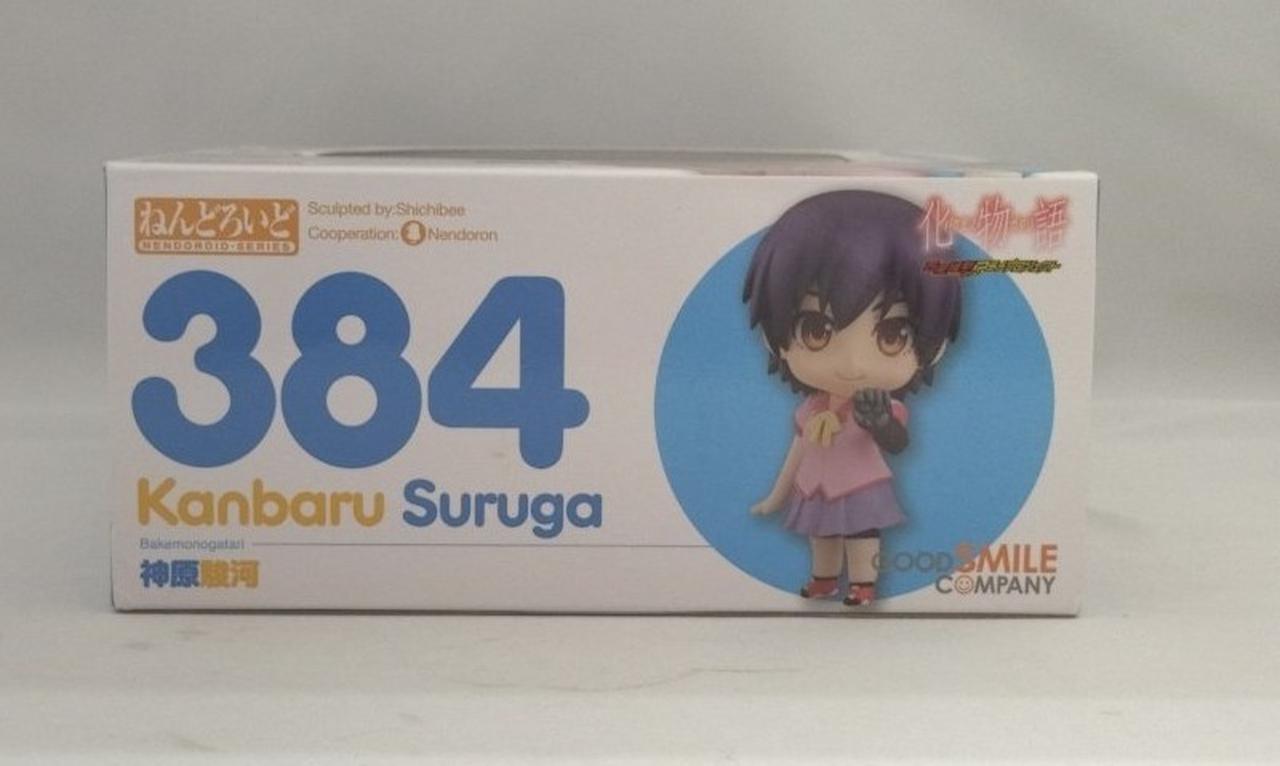 ねんどろいど
NENDOROID-SERIES
Sculpted by:Shichibee
Cooperation: Nendoron
384
Kanbaru Suruga
Bakemonogatari
神原駿河
化物語
GOOD SMILE
COMPANY